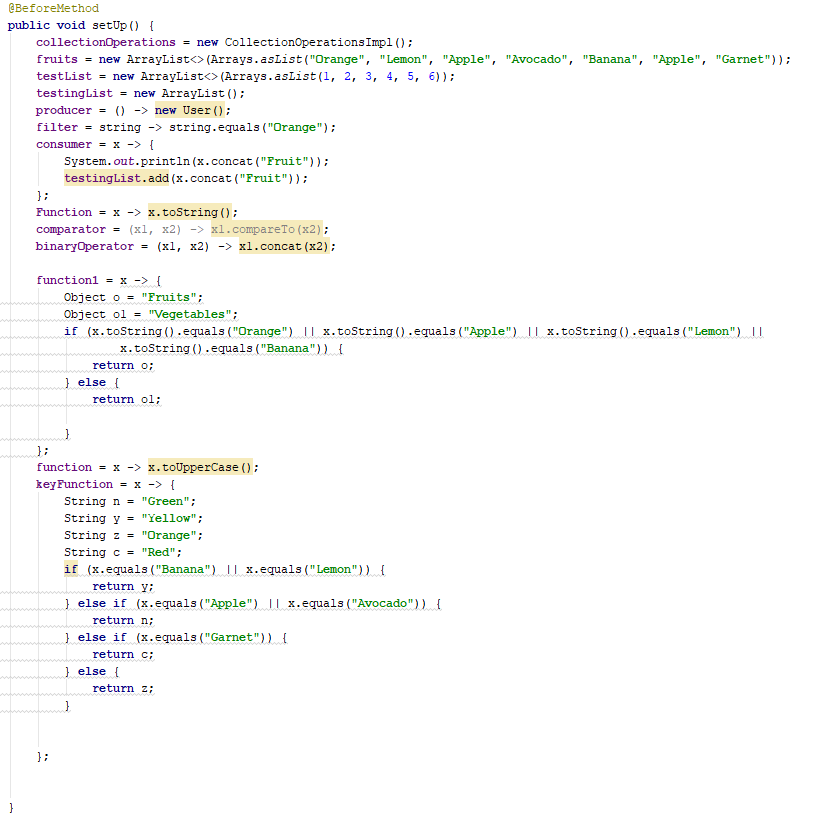 @BeforeMethod
public void setUp() {
    collectionOperations = new CollectionOperationsImpl();
    fruits = new ArrayList<>(Arrays.asList("Orange", "Lemon", "Apple", "Avocado", "Banana", "Apple", "Garnet"));
    testList = new ArrayList<>(Arrays.asList(1, 2, 3, 4, 5, 6));
    testingList = new ArrayList();
    producer = () -> new User();
    filter = string -> string.equals("Orange");
    consumer = x -> {
        System.out.println(x.concat("Fruit"));
        testingList.add(x.concat("Fruit"));
    };
    Function = x -> x.toString();
    comparator = (x1, x2) -> x1.compareTo(x2);
    binaryOperator = (x1, x2) -> x1.concat(x2);
    function1 = x -> {
        Object o = "Fruits";
        Object o1 = "Vegetables";
        if (x.toString().equals("Orange") || x.toString().equals("Apple") || x.toString().equals("Lemon") ||
                x.toString().equals("Banana")) {
            return o;
        } else {
            return o1;
        }
    };
    function = x -> x.toUpperCase();
    keyFunction = x -> {
        String n = "Green";
        String y = "Yellow";
        String z = "Orange";
        String c = "Red";
        if (x.equals("Banana") || x.equals("Lemon")) {
            return y;
        } else if (x.equals("Apple") || x.equals("Avocado")) {
            return n;
        } else if (x.equals("Garnet")) {
            return c;
        } else {
            return z;
        }
    };
}